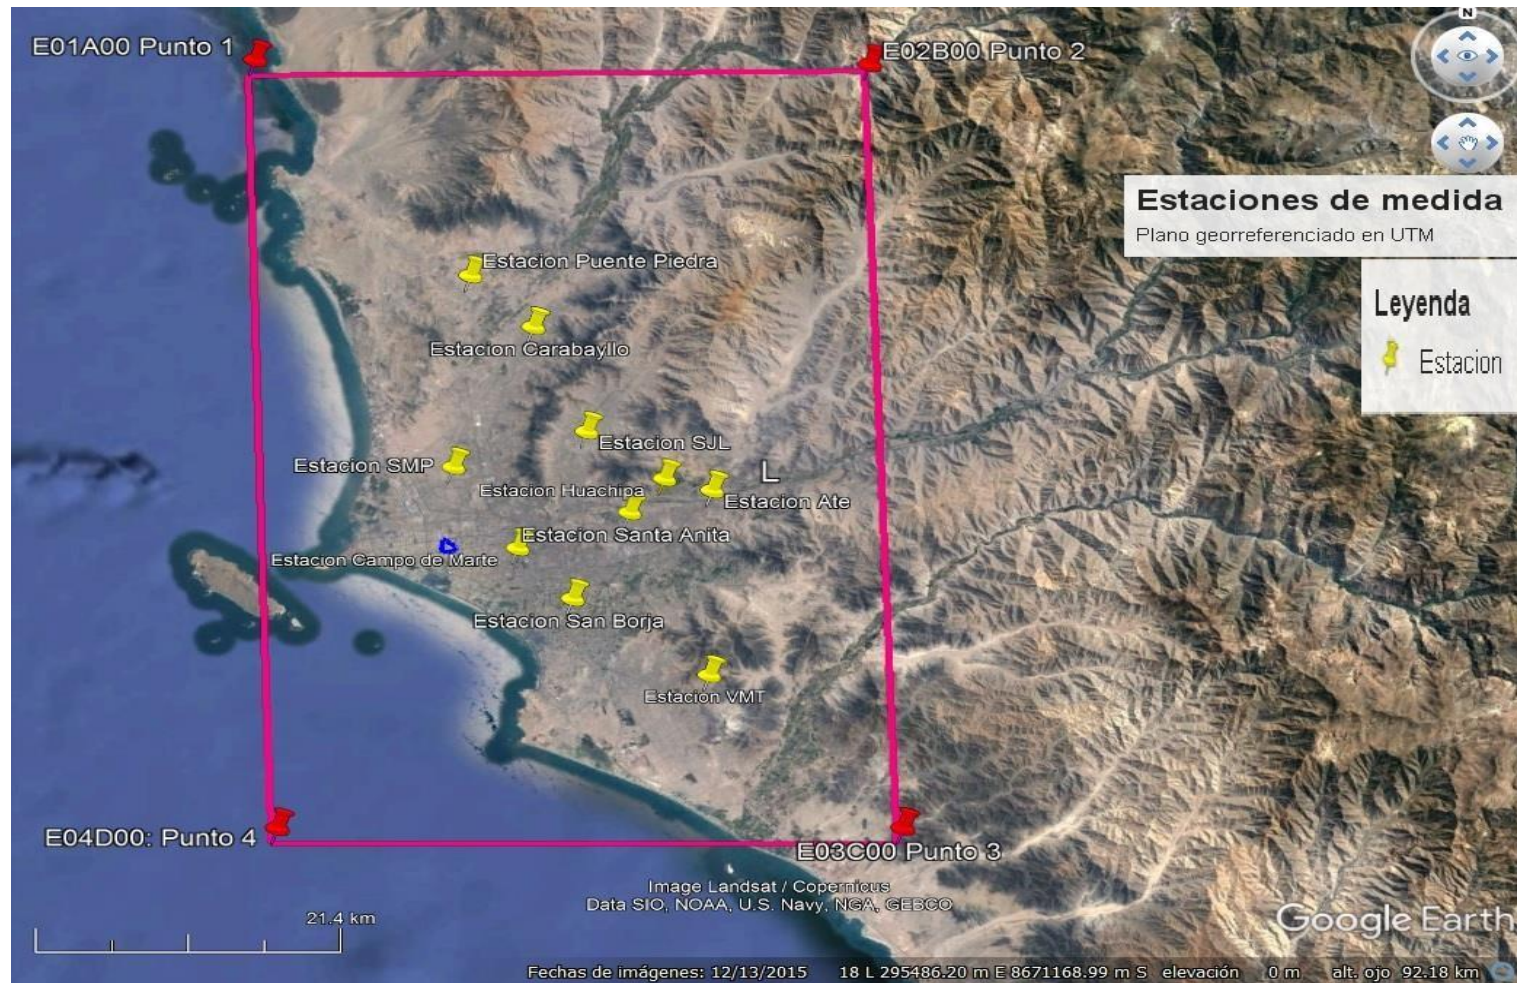 N
E01A00 Punto 1
E02B00 Punto 2
Estaciones de medida
Plano georreferenciado en UTM
Leyenda
Estacion
Estacion Puente Piedra
Estacion Carabayllo
Estacion SJL
Estacion SMP
L
Estacion Huachipa
Estacion Ate
Estacion Santa Anita
Estacion Campo de Marte
Estacion San Borja
Estación VMT
E04D00: Punto 4
E03C00 Punto 3
Image Landsat / Copernicus
Data SIO, NOAA, U.S. Navy, NGA, GEBCO
21.4 km
Google Earth
Fechas de imágenes: 12/13/2015 18 L 295486.20 m E 8671168.99 m S elevación 0 m alt. ojo 92.18 km